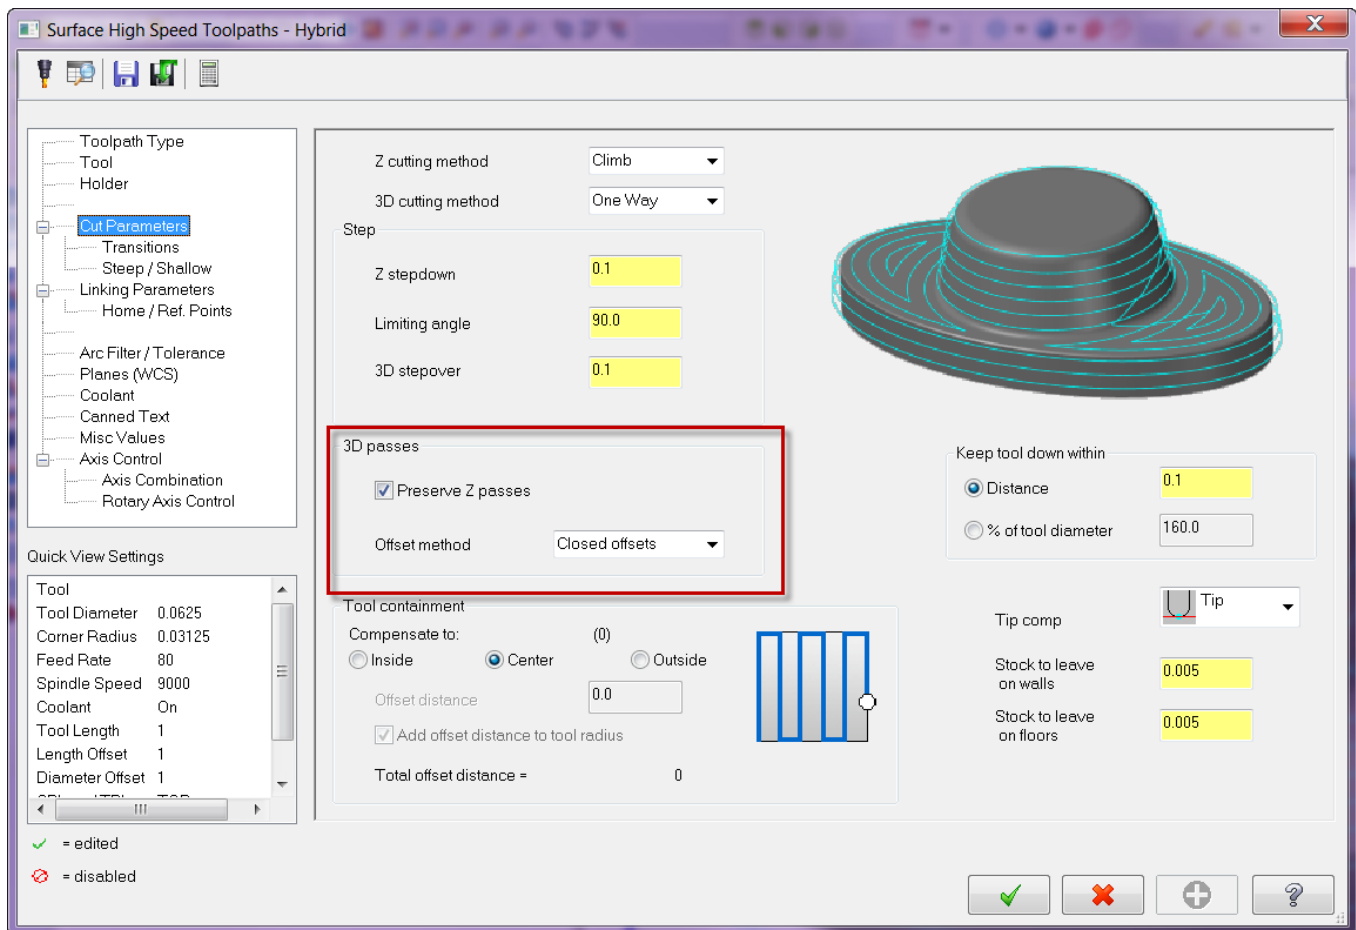 Surface High Speed Toolpaths - Hybrid
X
Toolpath Type
Tool
Holder
Cut Parameters
Transitions
Steep / Shallow
Linking Parameters
Home / Ref. Points
Arc Filter / Tolerance
Planes (WCS)
Coolant
Canned Text
Misc Values
Axis Control
Axis Combination
Rotary Axis Control
Quick View Settings
Tool
Tool Diameter 0.0625
Corner Radius 0.03125
Feed Rate 80
Spindle Speed 9000
Coolant On
Tool Length 1
Length Offset 1
Diameter Offset 1
= edited
= disabled
Z cutting method Climb
3D cutting method One Way
Step
Z stepdown 0.1
Limiting angle 90.0
3D stepover 0.1
3D passes
Preserve Z passes
Offset method Closed offsets
Tool containment
Compensate to: (0)
Inside Center Outside
Offset distance 0.0
Add offset distance to tool radius
Total offset distance = 0
Keep tool down within
Distance 0.1
% of tool diameter 160.0
Tip comp Tip
Stock to leave
on walls 0.005
Stock to leave
on floors 0.005
?